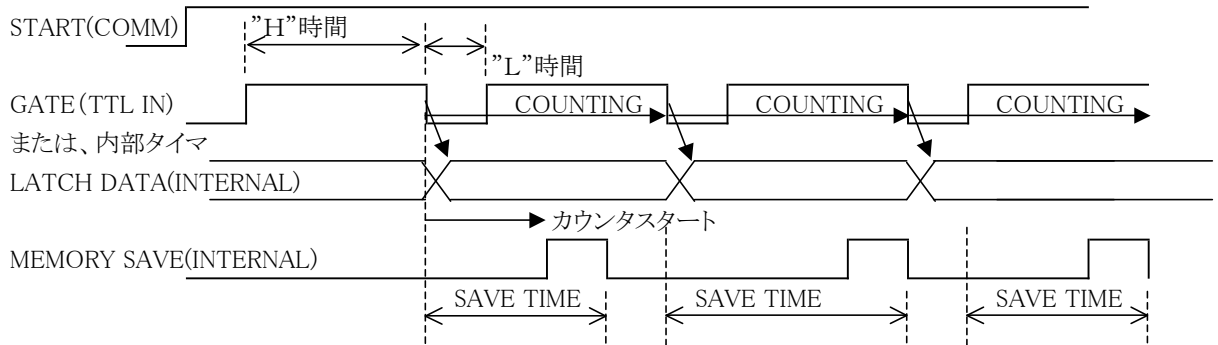 START(COMM)
”H”時間
”L”時間
GATE(TTL IN)
COUNTING
COUNTING
COUNTING
または、内部タイマ
LATCH DATA(INTERNAL)
カウンタスタート
MEMORY SAVE(INTERNAL)
SAVE TIME
SAVE TIME
SAVE TIME